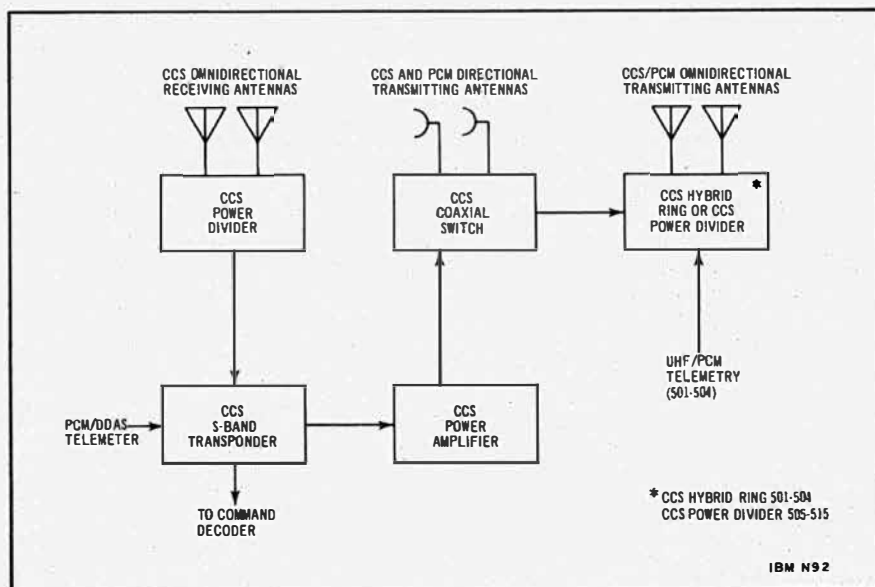 CCS OMNIDIRECTIONAL
RECEIVING ANTENNAS
CCS AND PCM DIRECTIONAL
TRANSMITTING ANTENNAS
CCS/PCM OMNIDIRECTIONAL
TRANSMITTING ANTENNAS
CCS
POWER
DIVIDER
CCS
COAXIAL
SWITCH
*
CCS HYBRID
RING OR CCS
POWER DIVIDER
UHF/PCM
TELEMETRY
(501-504)
PCM/DDAS
TELEMETER
CCS
S-BAND
TRANSPONDER
CCS
POWER
AMPLIFIER
TO COMMAND
DECODER
* CCS HYBRID RING 501-504
CCS POWER DIVIDER 505-515
IBM N92